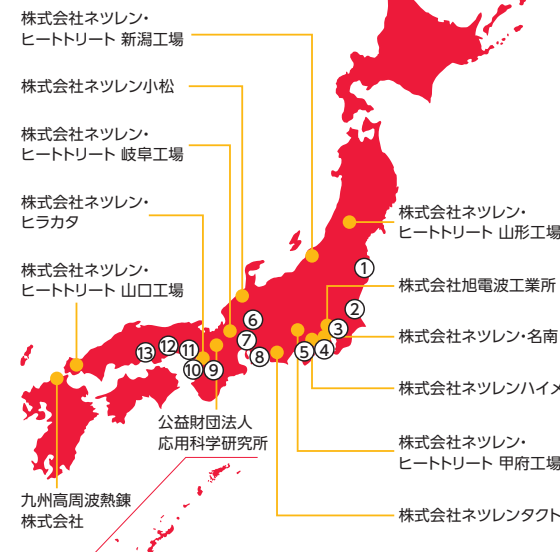 株式会社ネツレン・
ヒートトリート 新潟工場
株式会社ネツレン小松
株式会社ネツレン・
ヒートトリート 岐阜工場
株式会社ネツレン・
ヒラカタ
株式会社ネツレン・
ヒートトリート 山口工場
株式会社ネツレン・
ヒートトリート 山形工場
①
株式会社旭電波工業所
②
③
株式会社ネツレン・名南
④
⑤
⑥
⑦
⑧
⑨
⑩
⑪
⑫
⑬
株式会社ネツレンハイメ
公益財団法人
応用科学研究所
株式会社ネツレン・
ヒートトリート 甲府工場
九州高周波熱錬
株式会社
株式会社ネツレンタクト